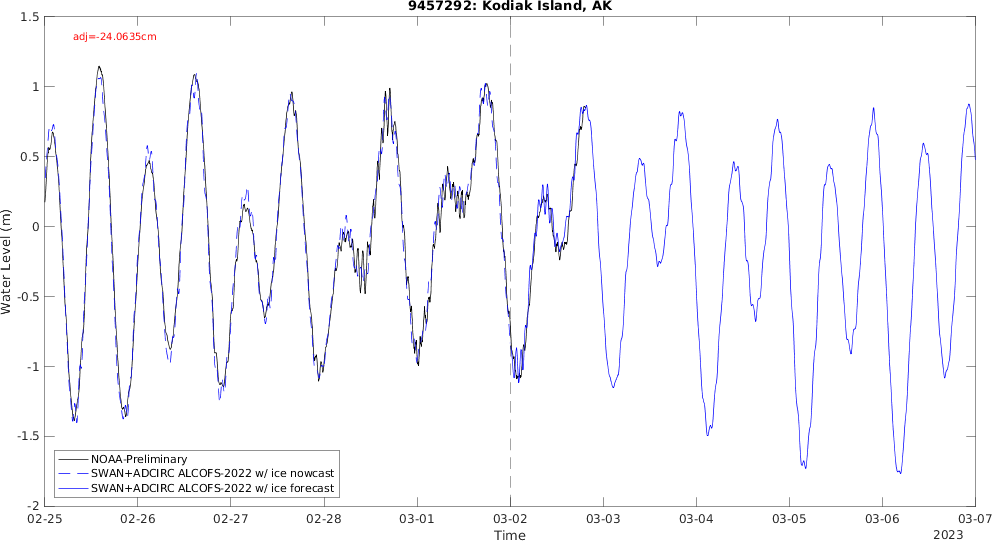 9457292: Kodiak Island, AK
adj=-24.0635cm
1.5
1
0.5
0
-0.5
-1
-1.5
-2
Water Level (m)
NOAA-Preliminary
SWAN+ADCIRC ALCOFS-2022 w/ ice nowcast
SWAN+ADCIRC ALCOFS-2022 w/ ice forecast
02-25 02-26 02-27 02-28 03-01 03-02 03-03 03-04 03-05 03-06 03-07
Time
2023